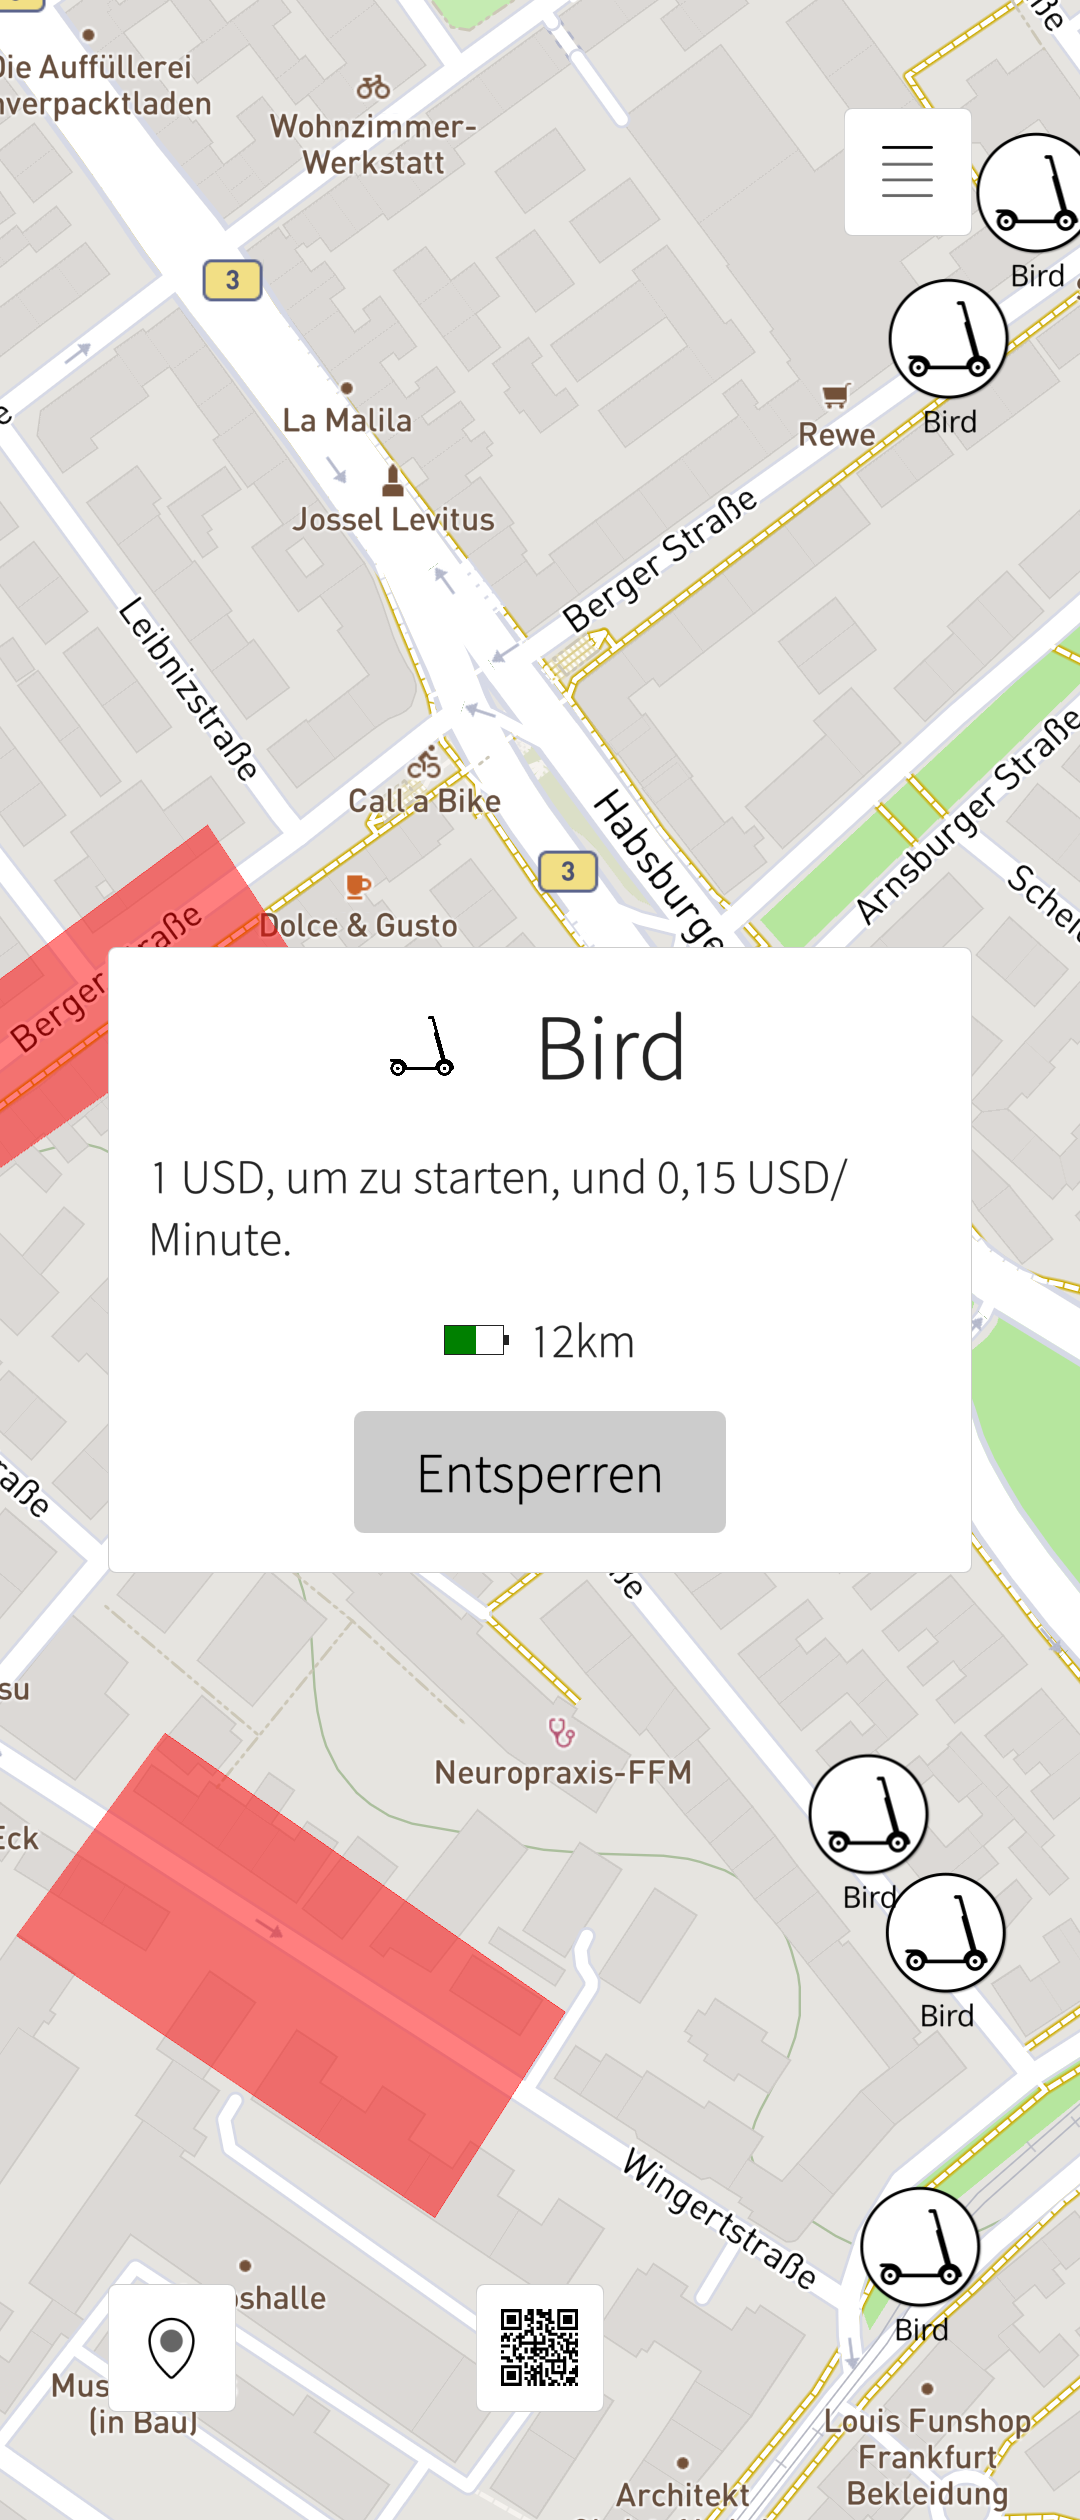 Die Auffüllerei
nverpacktladen
Wohnzimmer-
Werkstatt
Bird
3
Bird
La Malila
Rewe
Jossel Levitus
Berger Straße
Leibnizstraße
Call a Bike
Habsburge
Arnsburger Straße
3
Schei
Dolce & Gusto
Berger Straße
Bird
1 USD, um zu starten, und 0,15 USD/
Minute.
12km
Entsperren
raße
ße
su
Neuropraxis-FFM
Eck
Bird
Bird
Wingertstraße
shalle
Bird
Mus
(in Bau)
Louis Funshop
Frankfurt
Bekleidung
Architekt